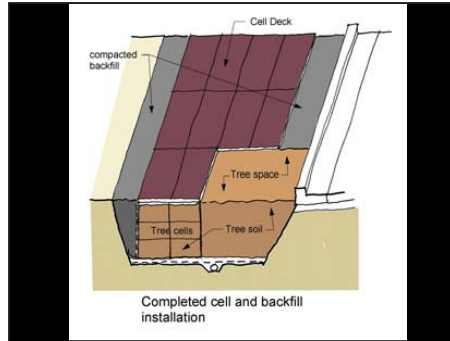 Cell Deck
compacted
backfill
Tree space
Tree cells
Tree soil
Completed cell and backfill
installation